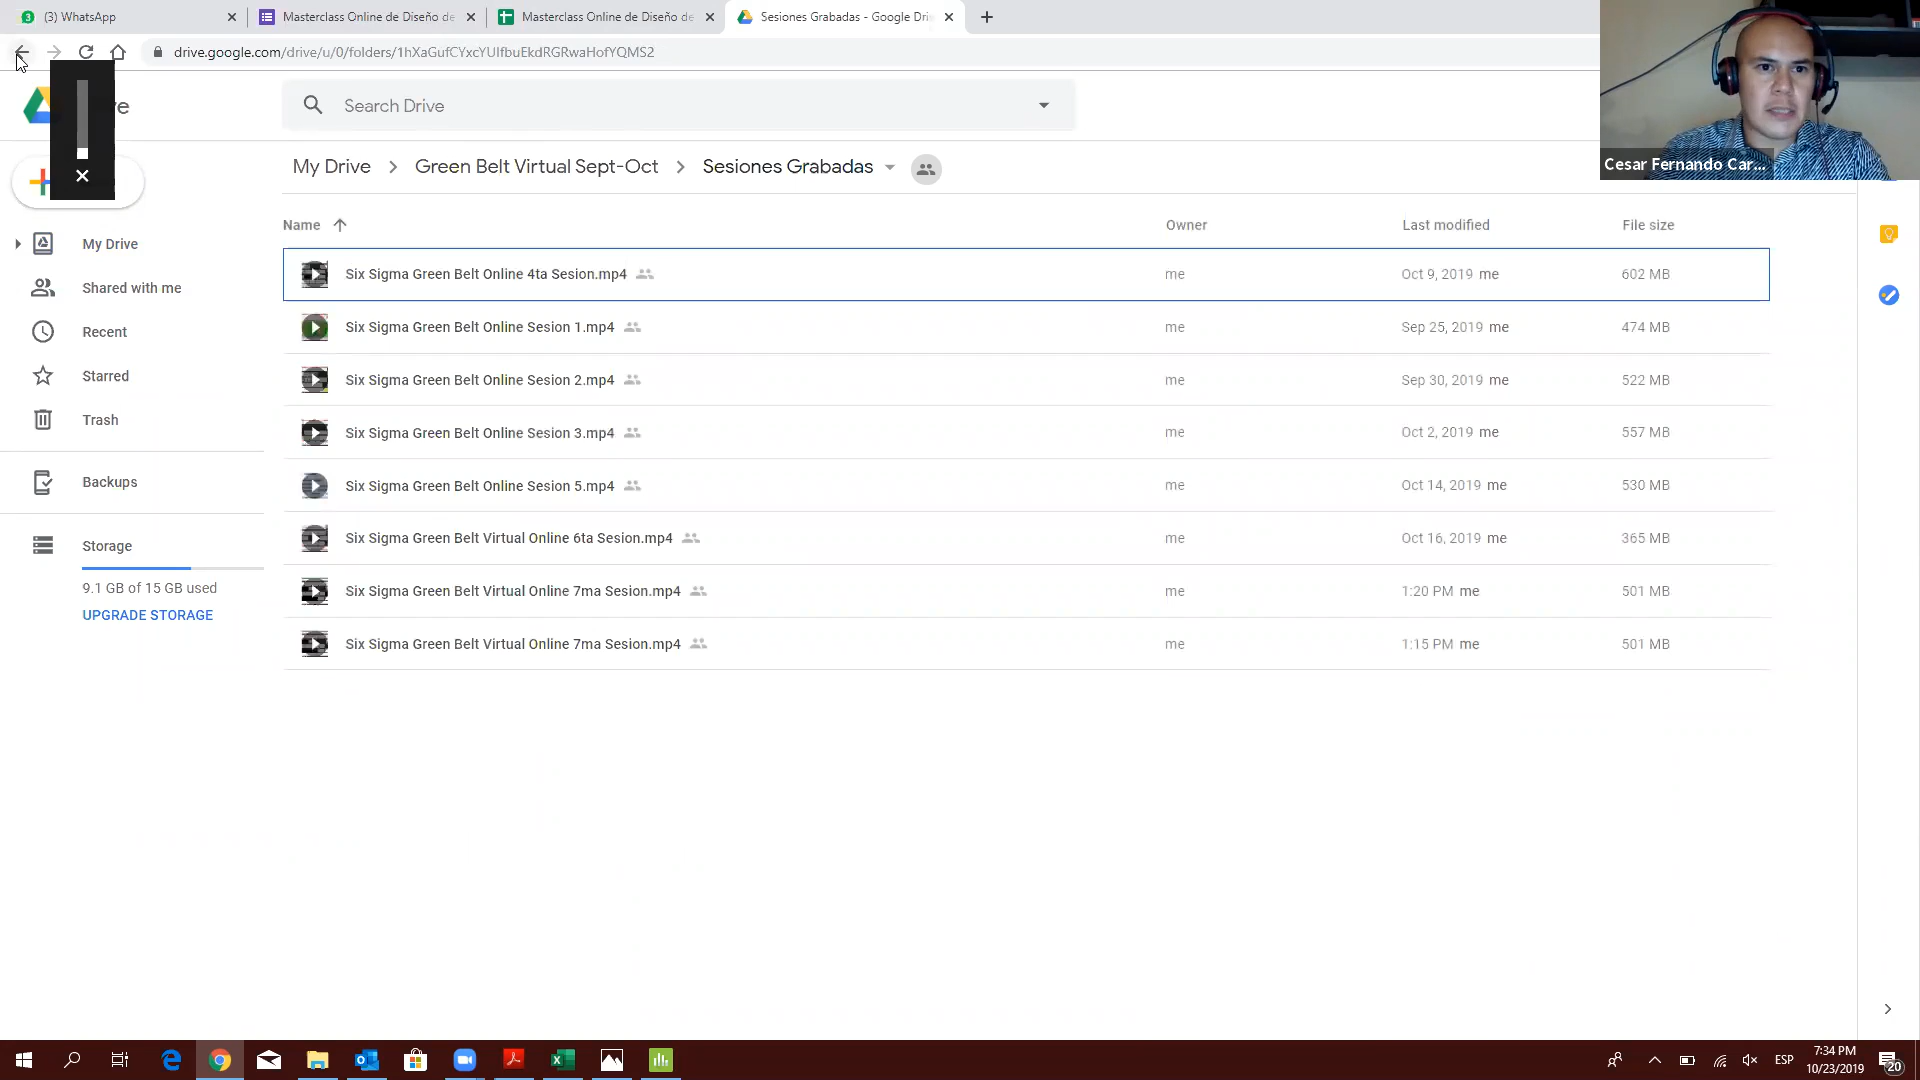 3 (3) WhatsApp
Masterclass Online de Diseño de
Masterclass Online de Diseño de
Sesiones Grabadas - Google Dri
drive.google.com/drive/u/0/folders/1hXaGufCYxcYUIfbuEkdRGRwaHofYQMS2
Search Drive
My Drive > Green Belt Virtual Sept-Oct > Sesiones Grabadas
Cesar Fernando Car...
Name Owner Last modified File size
My Drive
Shared with me
Recent
Starred
Trash
Backups
Storage
9.1 GB of 15 GB used
UPGRADE STORAGE
Six Sigma Green Belt Online 4ta Sesion.mp4 me Oct 9, 2019 me 602 MB
Six Sigma Green Belt Online Sesion 1.mp4 me Sep 25, 2019 me 474 MB
Six Sigma Green Belt Online Sesion 2.mp4 me Sep 30, 2019 me 522 MB
Six Sigma Green Belt Online Sesion 3.mp4 me Oct 2, 2019 me 557 MB
Six Sigma Green Belt Online Sesion 5.mp4 me Oct 14, 2019 me 530 MB
Six Sigma Green Belt Virtual Online 6ta Sesion.mp4 me Oct 16, 2019 me 365 MB
Six Sigma Green Belt Virtual Online 7ma Sesion.mp4 me 1:20 PM me 501 MB
Six Sigma Green Belt Virtual Online 7ma Sesion.mp4 me 1:15 PM me 501 MB
ESP
7:34 PM
10/23/2019
20